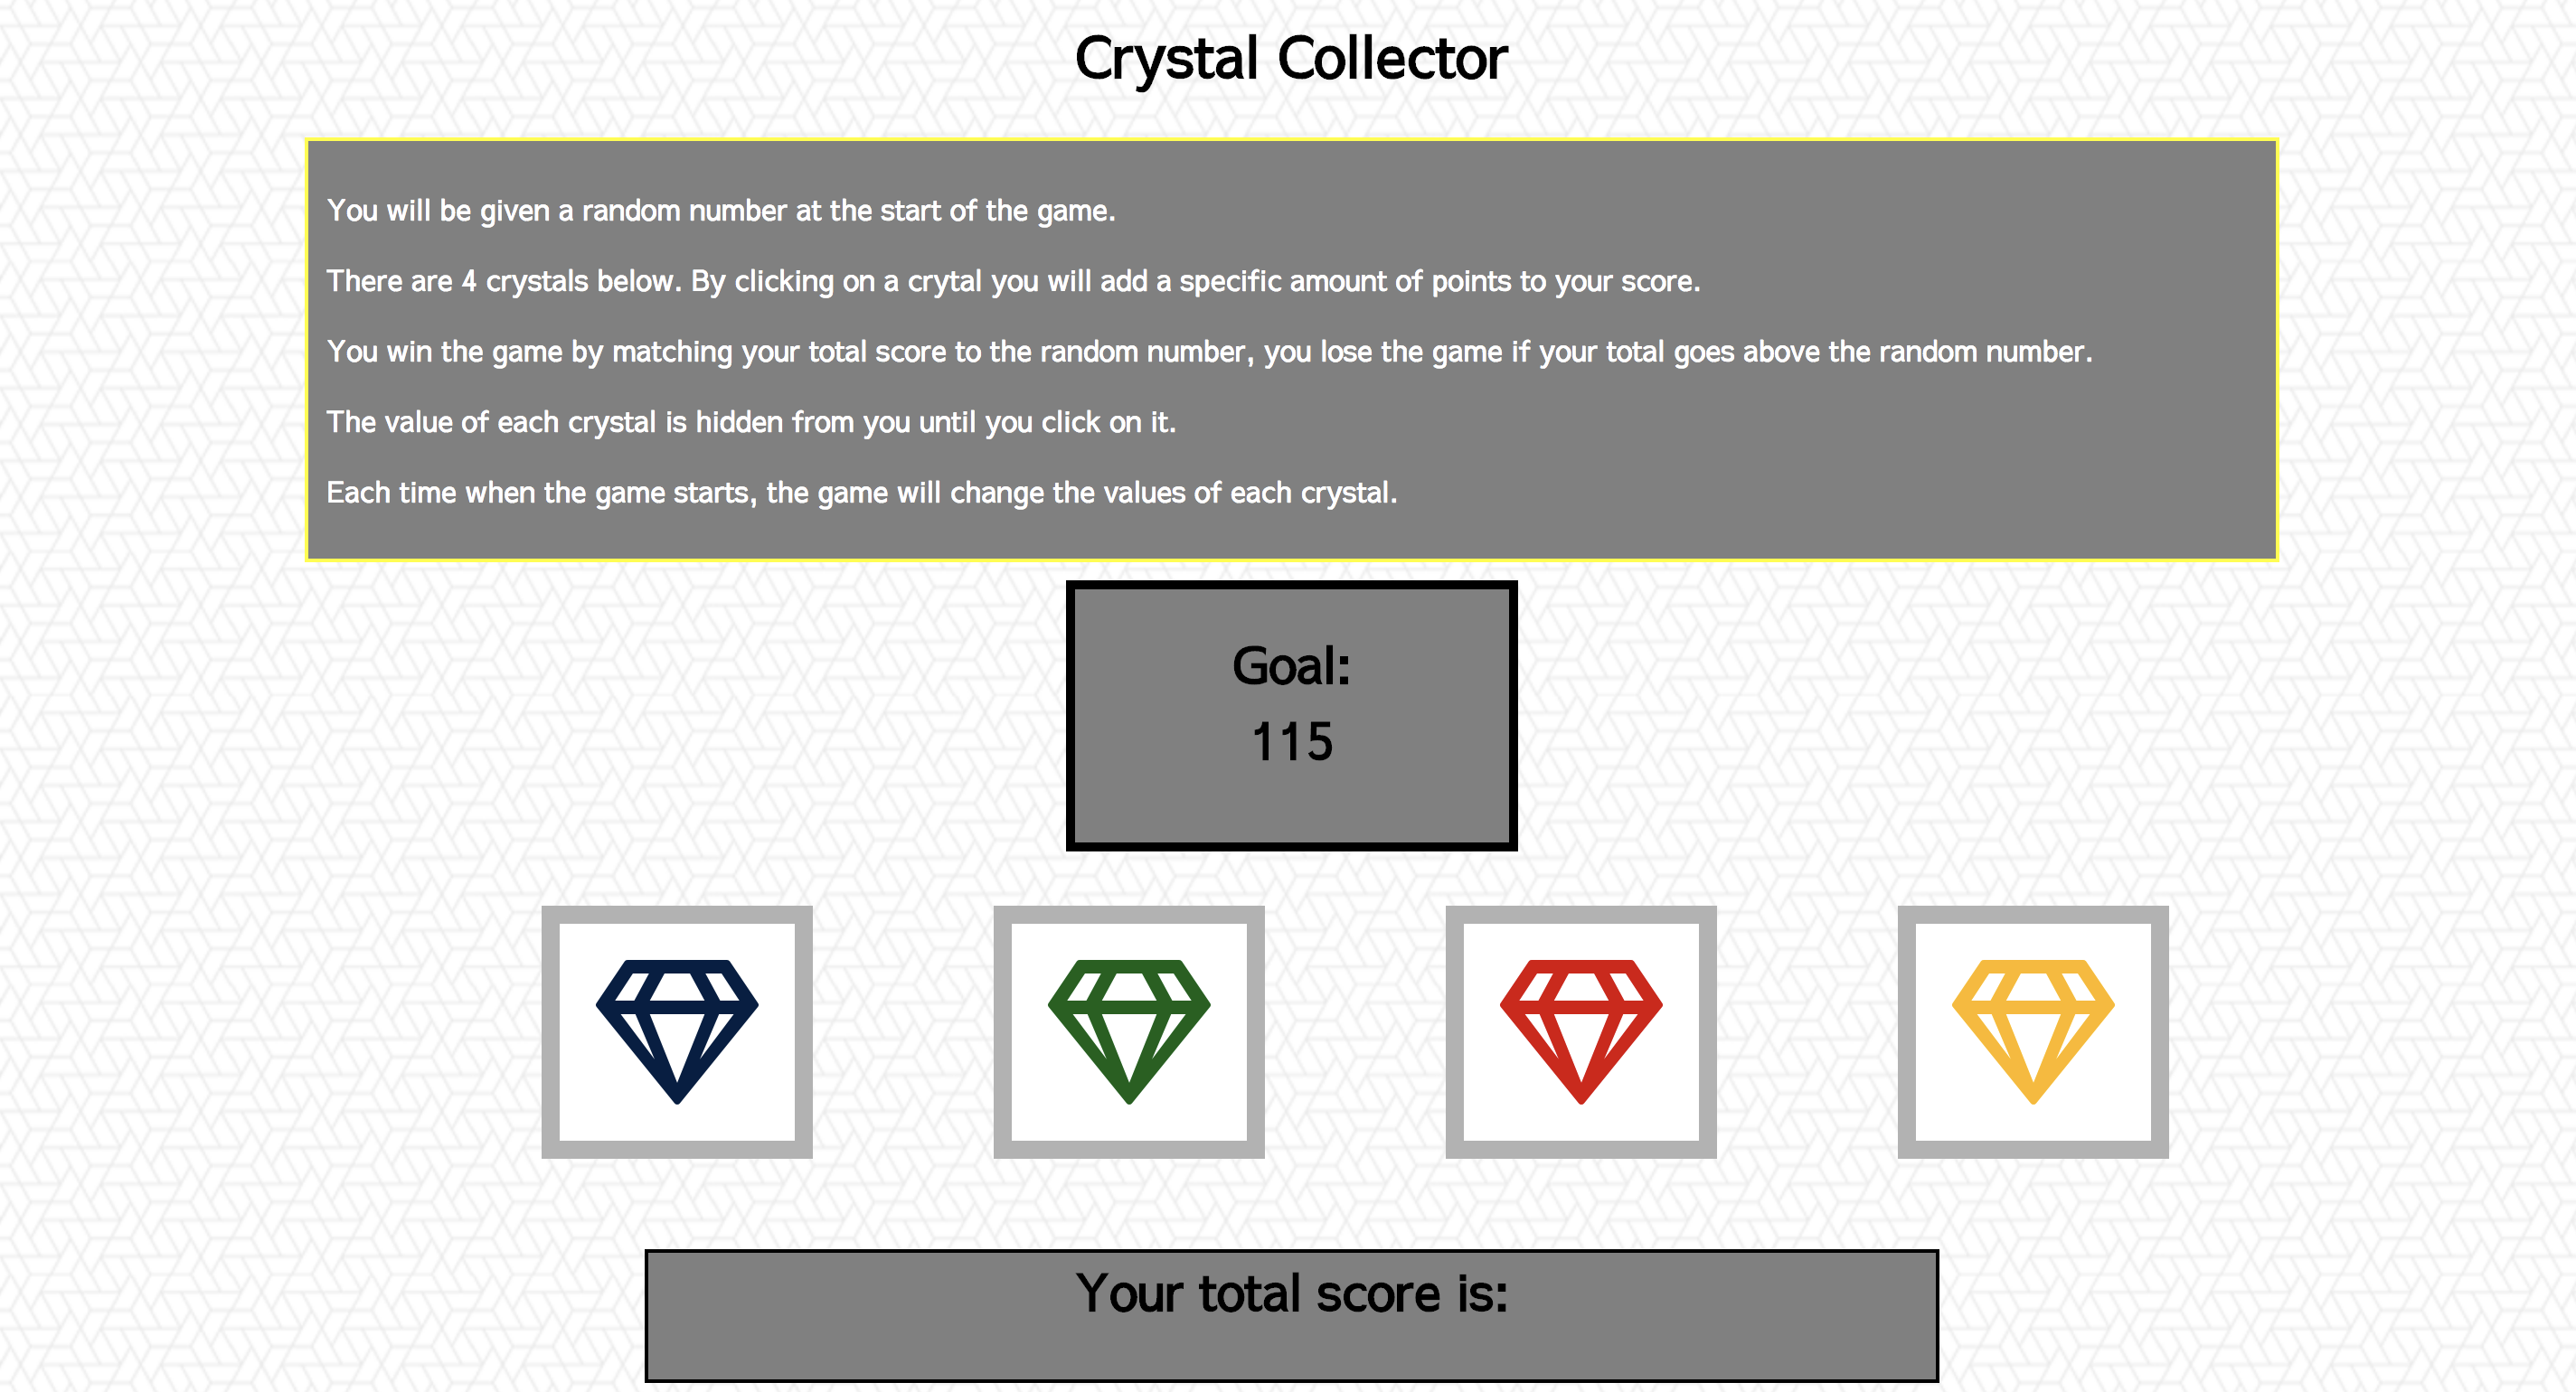 Crystal Collector
You will be given a random number at the start of the game.
There are 4 crystals below. By clicking on a crytal you will add a specific amount of points to your score.
You win the game by matching your total score to the random number, you lose the game if your total goes above the random number.
The value of each crystal is hidden from you until you click on it.
Each time when the game starts, the game will change the values of each crystal.
Goal:
115
Your total score is: